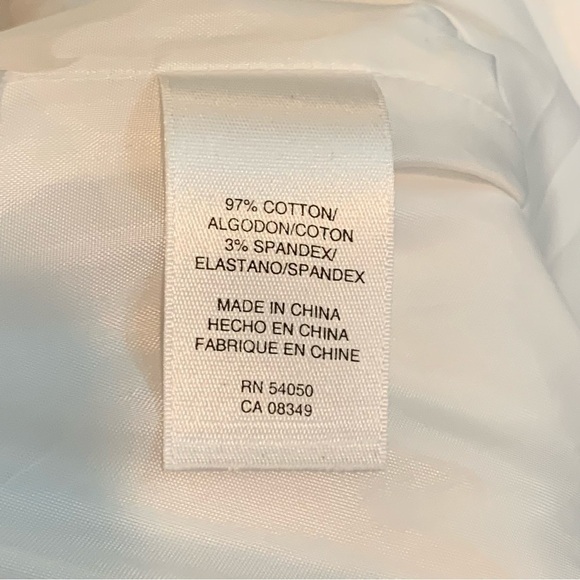 97% COTTON/
ALGODON/COTON
3% SPANDEX/
ELASTANO/SPANDEX
MADE IN CHINA
HECHO EN CHINA
FABRIQUE EN CHINE
RN 54050
CA 08349